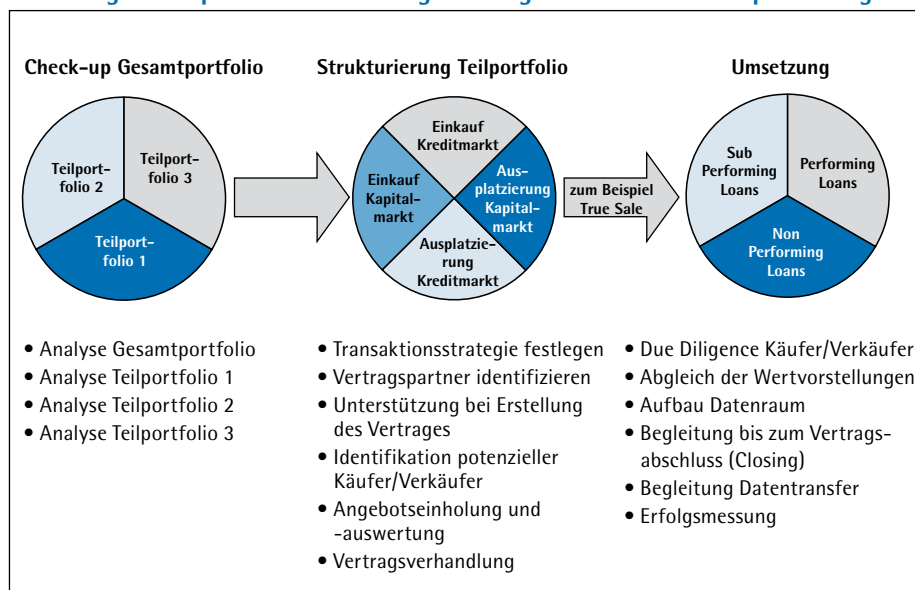 Check-up Gesamtportfolio
Teilport-
folio 2
Teilport-
folio 3
Teilport-
folio 1
• Analyse Gesamtportfolio
• Analyse Teilportfolio 1
• Analyse Teilportfolio 2
• Analyse Teilportfolio 3
Strukturierung Teilportfolio
Einkauf
Kreditmarkt
Einkauf
Kapital-
markt
Aus-
platzierung
Kapital-
markt
Ausplatzie-
rung
Kreditmarkt
• Transaktionsstrategie festlegen
• Vertragspartner identifizieren
• Unterstützung bei Erstellung
des Vertrages
• Identifikation potenzieller
Käufer/Verkäufer
• Angebotseinholung und
-auswertung
• Vertragsverhandlung
zum Beispiel
True Sale
Umsetzung
Sub
Performing
Loans
Performing
Loans
Non
Performing
Loans
• Due Diligence Käufer/Verkäufer
• Abgleich der Wertvorstellungen
• Aufbau Datenraum
• Begleitung bis zum Vertrags-
abschluss (Closing)
• Begleitung Datentransfer
• Erfolgsmessung